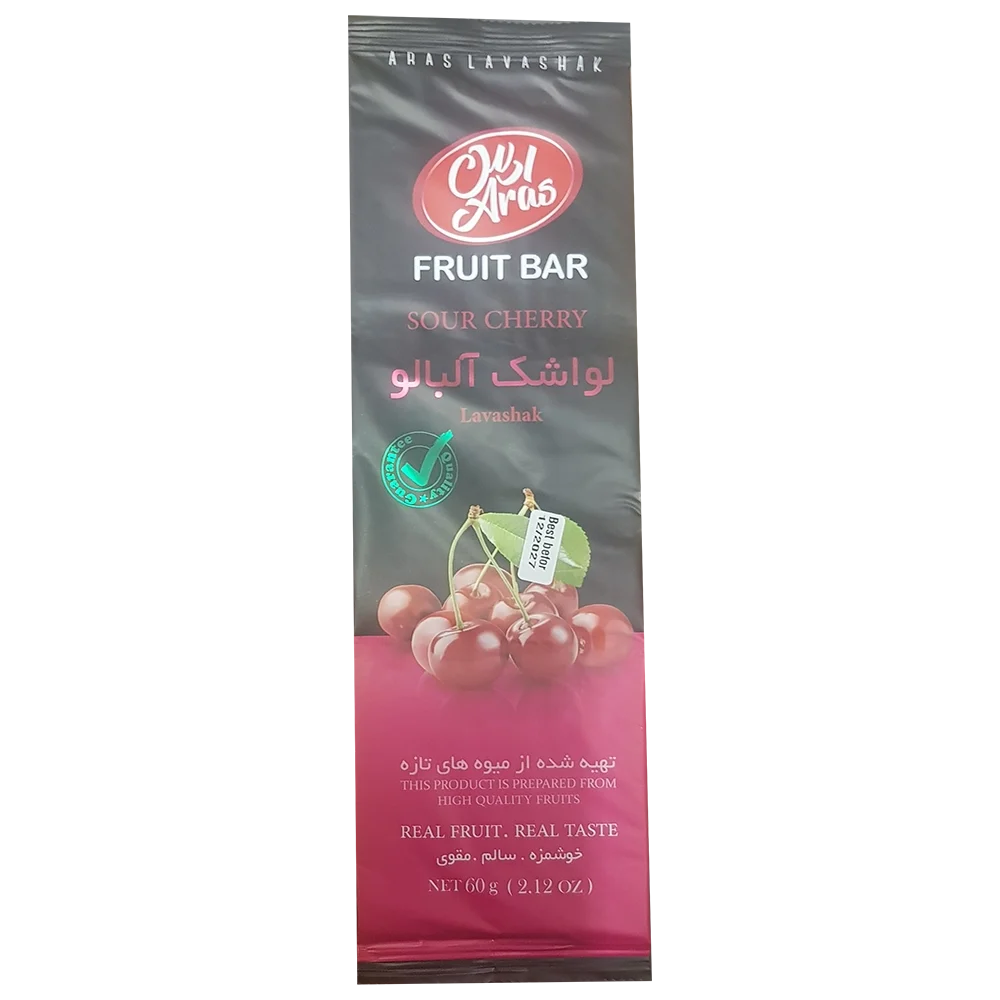 ARAS LAVASHAK
ارس
Aras
FRUIT BAR
SOUR CHERRY
لواشک آلبالو
Lavashak
Guarantee
Quality
Best befor
12/2027
تهیه شده از میوه های تازه
THIS PRODUCT IS PREPARED FROM
HIGH QUALITY FRUITS
REAL FRUIT. REAL TASTE
خوشمزه . سالم . مقوی
NET 60 g ( 2.12 OZ )